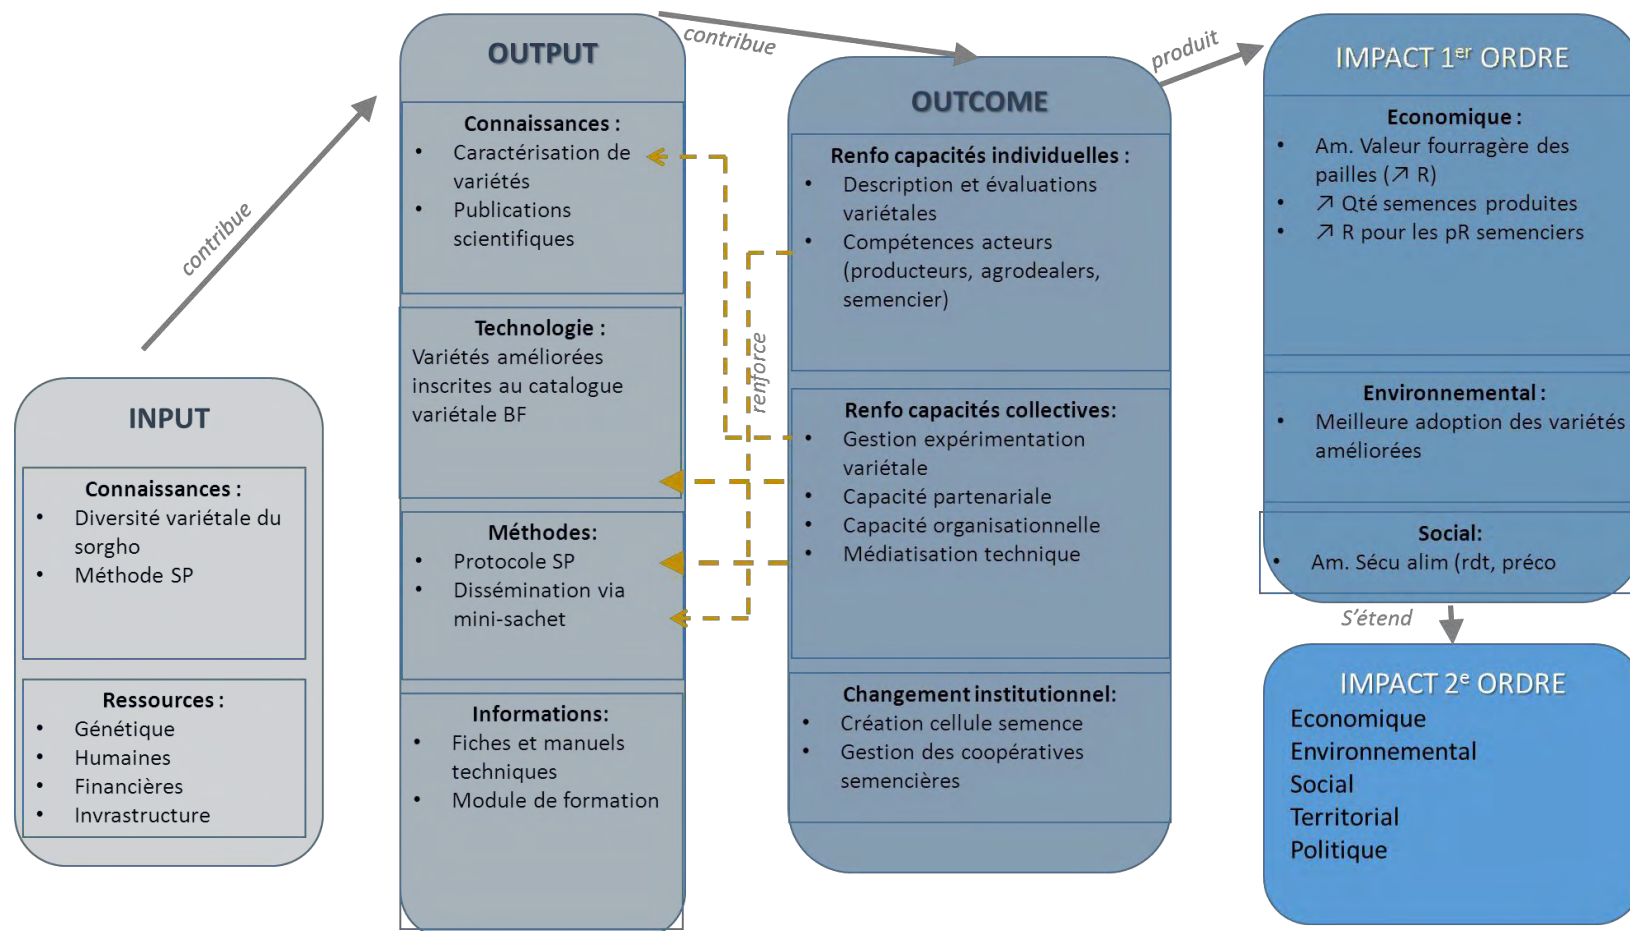 INPUT
Connaissances :
• Diversité variétale du
sorgho
• Méthode SP
Ressources :
• Génétique
• Humaines
• Financières
• Invrastructure
contribue
OUTPUT
Connaissances :
• Caractérisation de
variétés
• Publications
scientifiques
Technologie :
Variétés améliorées
inscrites au catalogue
variétale BF
Méthodes:
• Protocole SP
• Dissémination via
mini-sachet
Informations:
• Fiches et manuels
techniques
• Module de formation
contribue
renforce
OUTCOME
Renfo capacités individuelles :
• Description et évaluations
variétales
• Compétences acteurs
(producteurs, agrodealers,
semencier)
Renfo capacités collectives:
• Gestion expérimentation
variétale
• Capacité partenariale
• Capacité organisationnelle
• Médiatisation technique
Changement institutionnel:
• Création cellule semence
• Gestion des coopératives
semencières
produit
IMPACT 1er ORDRE
Economique :
• Am. Valeur fourragère des
pailles (↗ R)
• ↗ Qté semences produites
• ↗ R pour les pR semenciers
Environnemental :
• Meilleure adoption des variétés
améliorées
Social:
• Am. Sécu alim (rdt, préco
S’étend
IMPACT 2e ORDRE
Economique
Environnemental
Social
Territorial
Politique